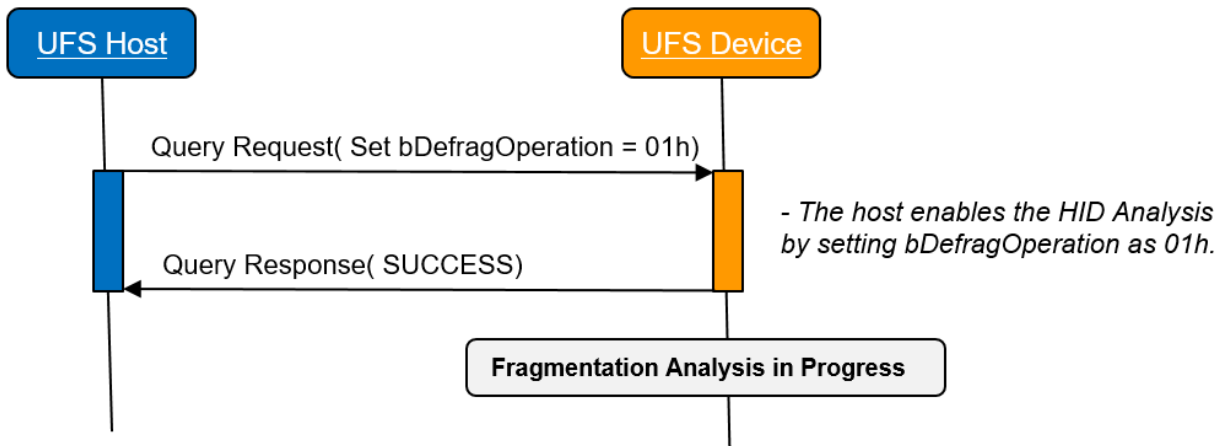 UFS Host
UFS Device
Query Request( Set bDefragOperation = 01h)
- The host enables the HID Analysis
by setting bDefragOperation as 01h.
Query Response( SUCCESS)
Fragmentation Analysis in Progress